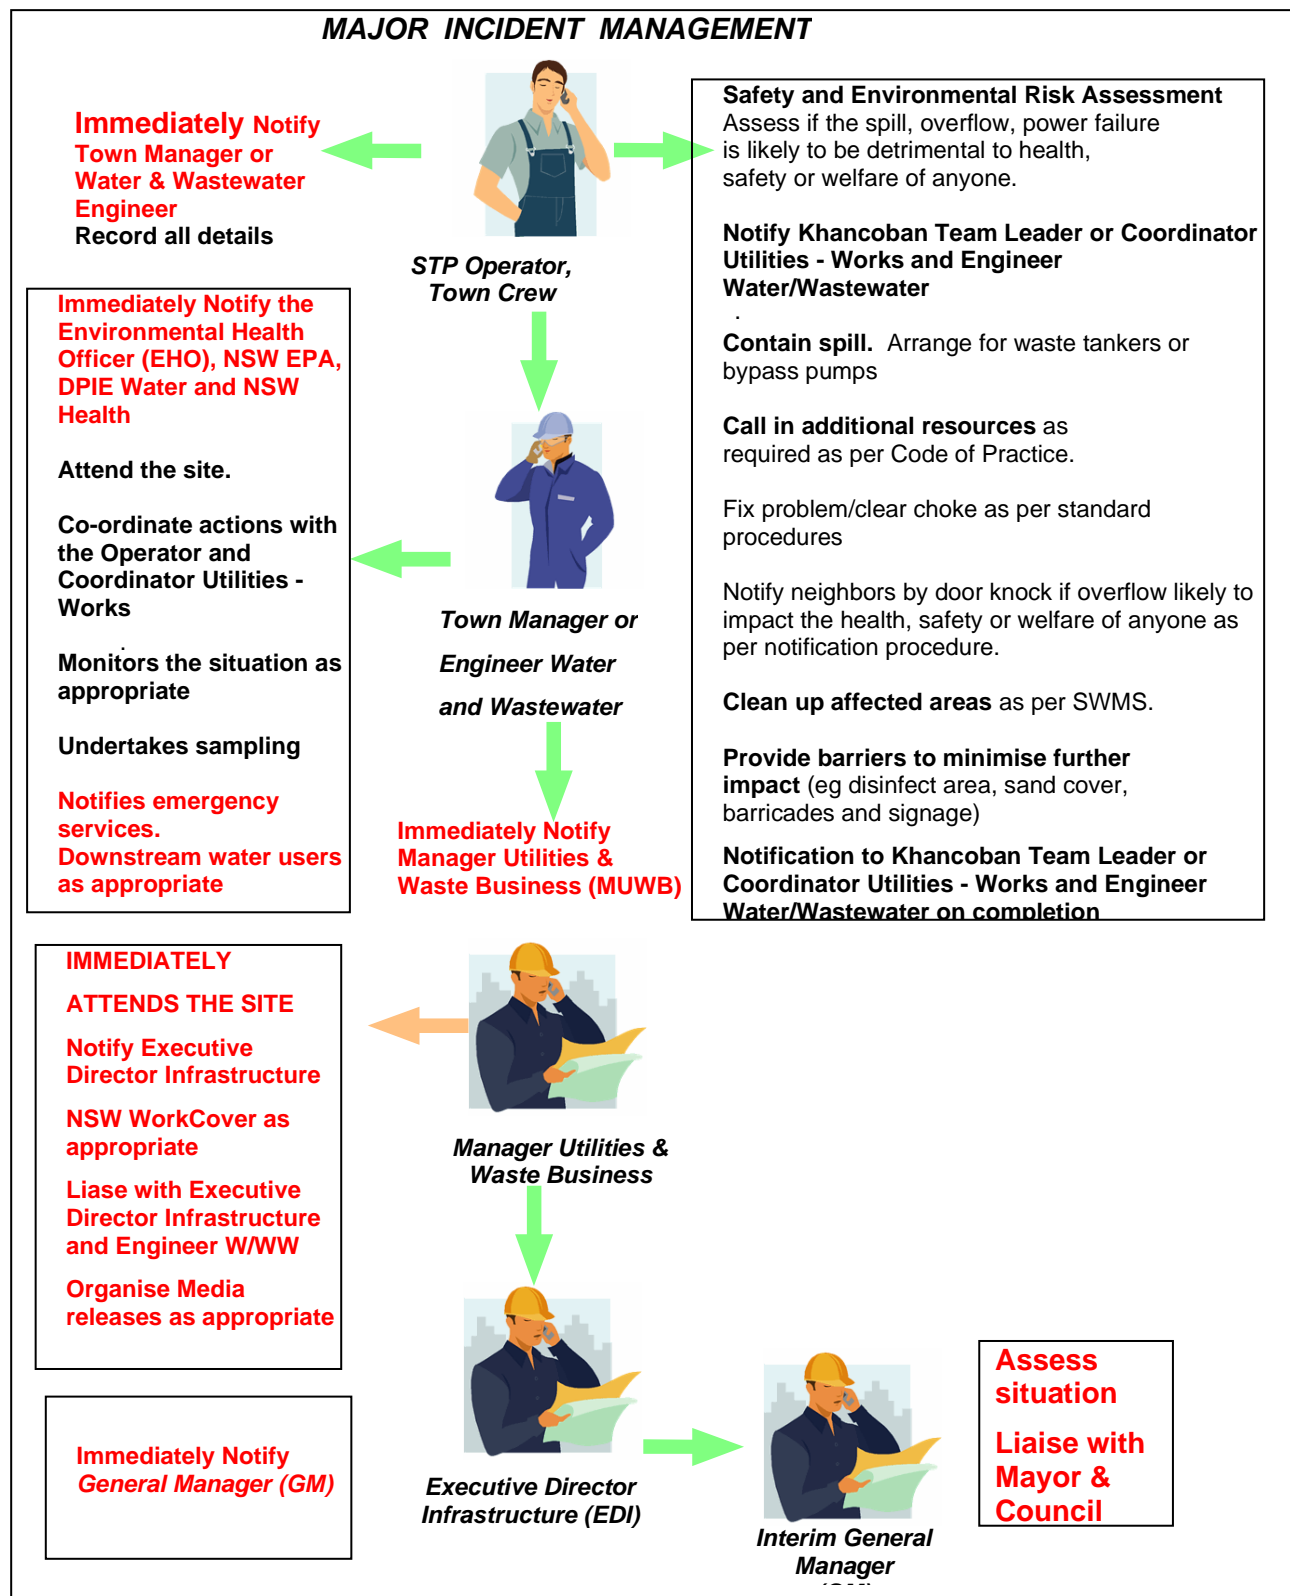 MAJOR INCIDENT MANAGEMENT
Immediately Notify
Town Manager or
Water & Wastewater
Engineer
Record all details
STP Operator,
Town Crew
Safety and Environmental Risk Assessment
Assess if the spill, overflow, power failure
is likely to be detrimental to health,
safety or welfare of anyone.
Notify Khancoban Team Leader or Coordinator
Utilities - Works and Engineer
Water/Wastewater
.
Contain spill. Arrange for waste tankers or
bypass pumps
Call in additional resources as
required as per Code of Practice.
Fix problem/clear choke as per standard
procedures
Notify neighbors by door knock if overflow likely to
impact the health, safety or welfare of anyone as
per notification procedure.
Clean up affected areas as per SWMS.
Provide barriers to minimise further
impact (eg disinfect area, sand cover,
barricades and signage)
Notification to Khancoban Team Leader or
Coordinator Utilities - Works and Engineer
Water/Wastewater on completion
Immediately Notify the
Environmental Health
Officer (EHO), NSW EPA,
DPIE Water and NSW
Health
Attend the site.
Co-ordinate actions with
the Operator and
Coordinator Utilities -
Works
.
Monitors the situation as
appropriate
Undertakes sampling
Notifies emergency
services.
Downstream water users
as appropriate
Town Manager or
Engineer Water
and Wastewater
Immediately Notify
Manager Utilities &
Waste Business (MUWB)
IMMEDIATELY
ATTENDS THE SITE
Notify Executive
Director Infrastructure
NSW WorkCover as
appropriate
Liase with Executive
Director Infrastructure
and Engineer W/WW
Organise Media
releases as appropriate
Manager Utilities &
Waste Business
Immediately Notify
General Manager (GM)
Executive Director
Infrastructure (EDI)
Interim General
Manager
Assess
situation
Liaise with
Mayor &
Council